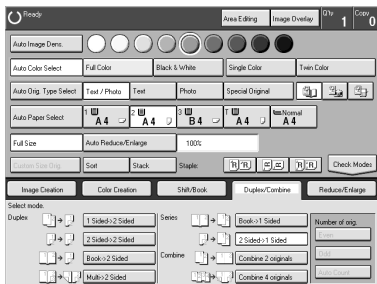 Ready Area Editing Image Overlay Q'ty 1 Copy 0
Auto Image Dens.
Auto Color Select Full Color Black & White Single Color Twin Color
Auto Orig. Type Select Text / Photo Text Photo Special Original
Auto Paper Select 1 A4 2 A4 3 B4 T A4 Normal A4
Full Size Auto Reduce/Enlarge 100%
Custom Size Orig. Sort Stack Staple: Check Modes
Image Creation Color Creation Shift/Book Duplex/Combine Reduce/Enlarge
Select mode.
Duplex 1 Sided->2 Sided Series Book->1 Sided Number of orig.
2 Sided->2 Sided 2 Sided->1 Sided Even
Book->2 Sided Combine Combine 2 originals Odd
Multi->2 Sided Combine 4 originals Auto Count